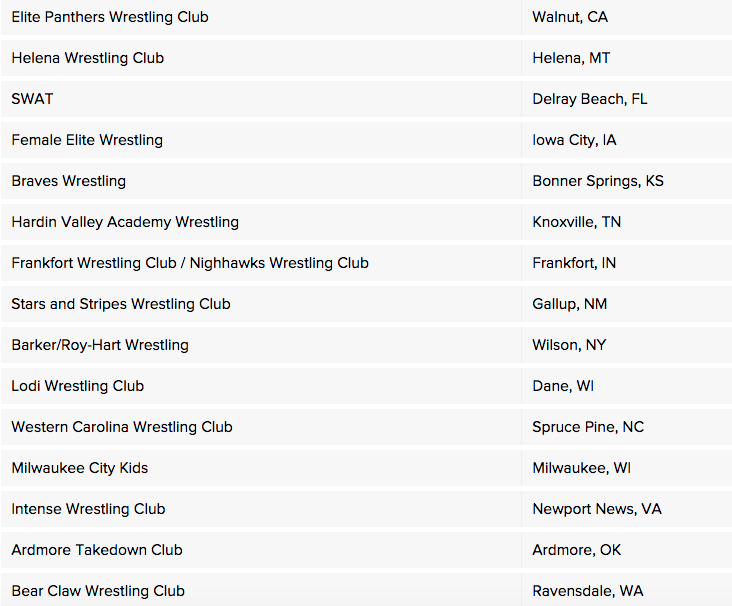 Elite Panthers Wrestling Club Walnut, CA
Helena Wrestling Club Helena, MT
SWAT Delray Beach, FL
Female Elite Wrestling Iowa City, IA
Braves Wrestling Bonner Springs, KS
Hardin Valley Academy Wrestling Knoxville, TN
Frankfort Wrestling Club / Nighhawks Wrestling Club Frankfort, IN
Stars and Stripes Wrestling Club Gallup, NM
Barker/Roy-Hart Wrestling Wilson, NY
Lodi Wrestling Club Dane, WI
Western Carolina Wrestling Club Spruce Pine, NC
Milwaukee City Kids Milwaukee, WI
Intense Wrestling Club Newport News, VA
Ardmore Takedown Club Ardmore, OK
Bear Claw Wrestling Club Ravensdale, WA